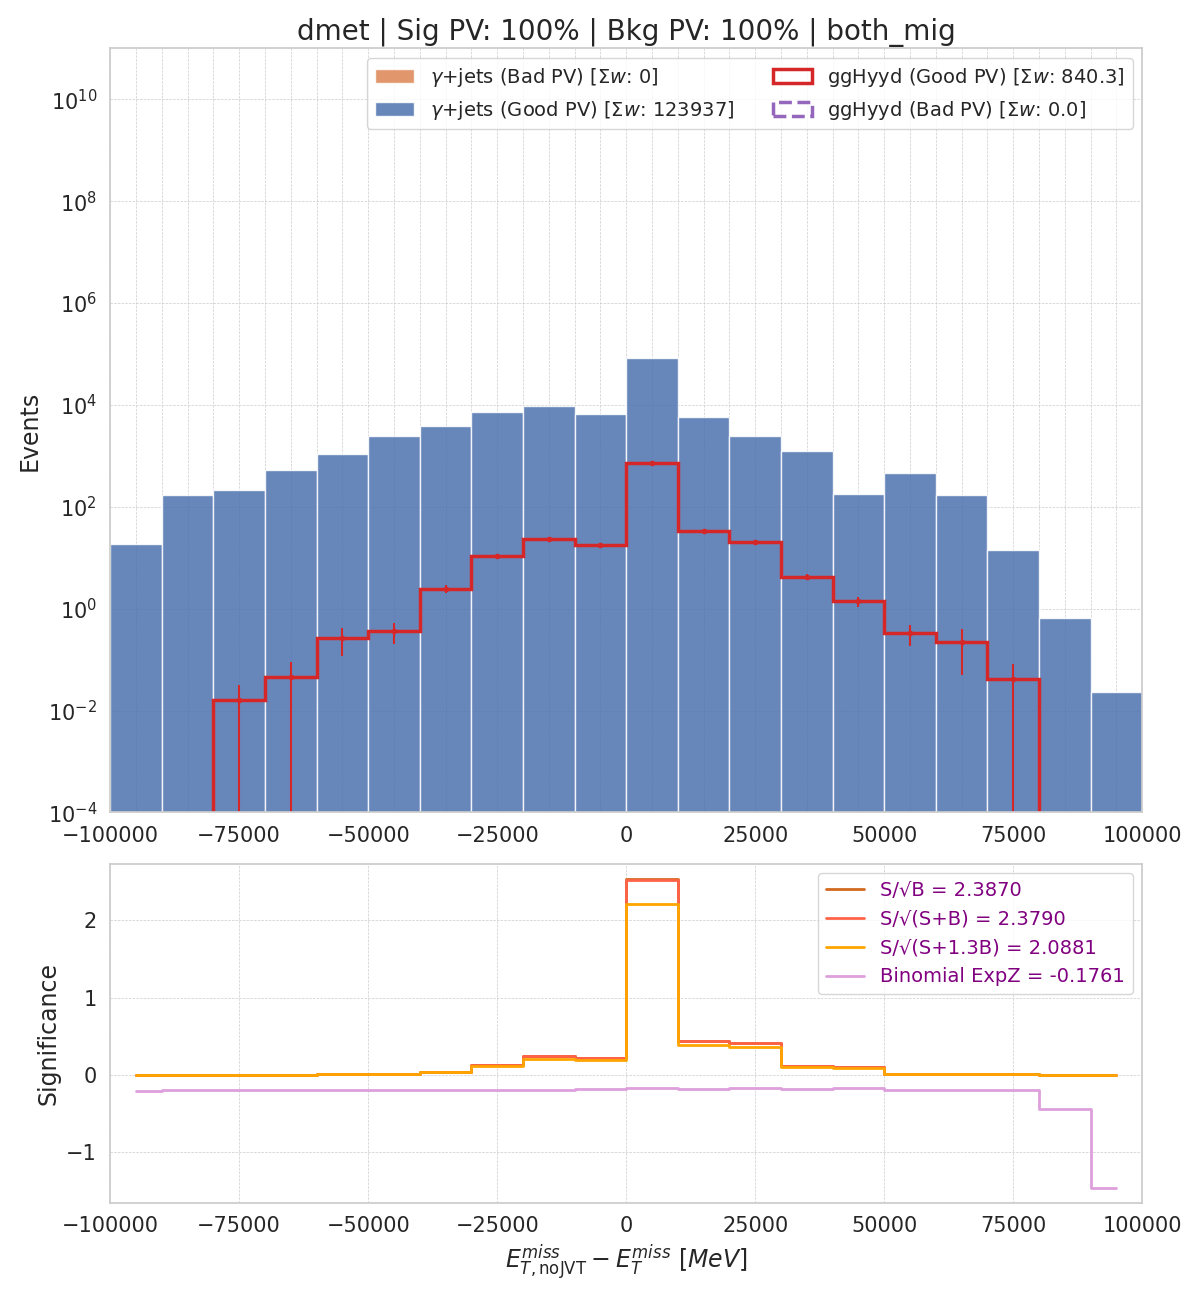 dmet | Sig PV: 100% | Bkg PV: 100% | both_mig
γ+jets (Bad PV) [Σw: 0]
γ+jets (Good PV) [Σw: 123937]
ggHyyd (Good PV) [Σw: 840.3]
ggHyyd (Bad PV) [Σw: 0.0]
Events
10^10
10^8
10^6
10^4
10^2
10^0
10^−2
10^−4
−100000 −75000 −50000 −25000 0 25000 50000 75000 100000
S/√B = 2.3870
S/√(S+B) = 2.3790
S/√(S+1.3B) = 2.0881
Binomial ExpZ = -0.1761
Significance
2
1
0
−1
−100000 −75000 −50000 −25000 0 25000 50000 75000 100000
E_{T, noJVT}^{miss} − E_T^{miss} [MeV]